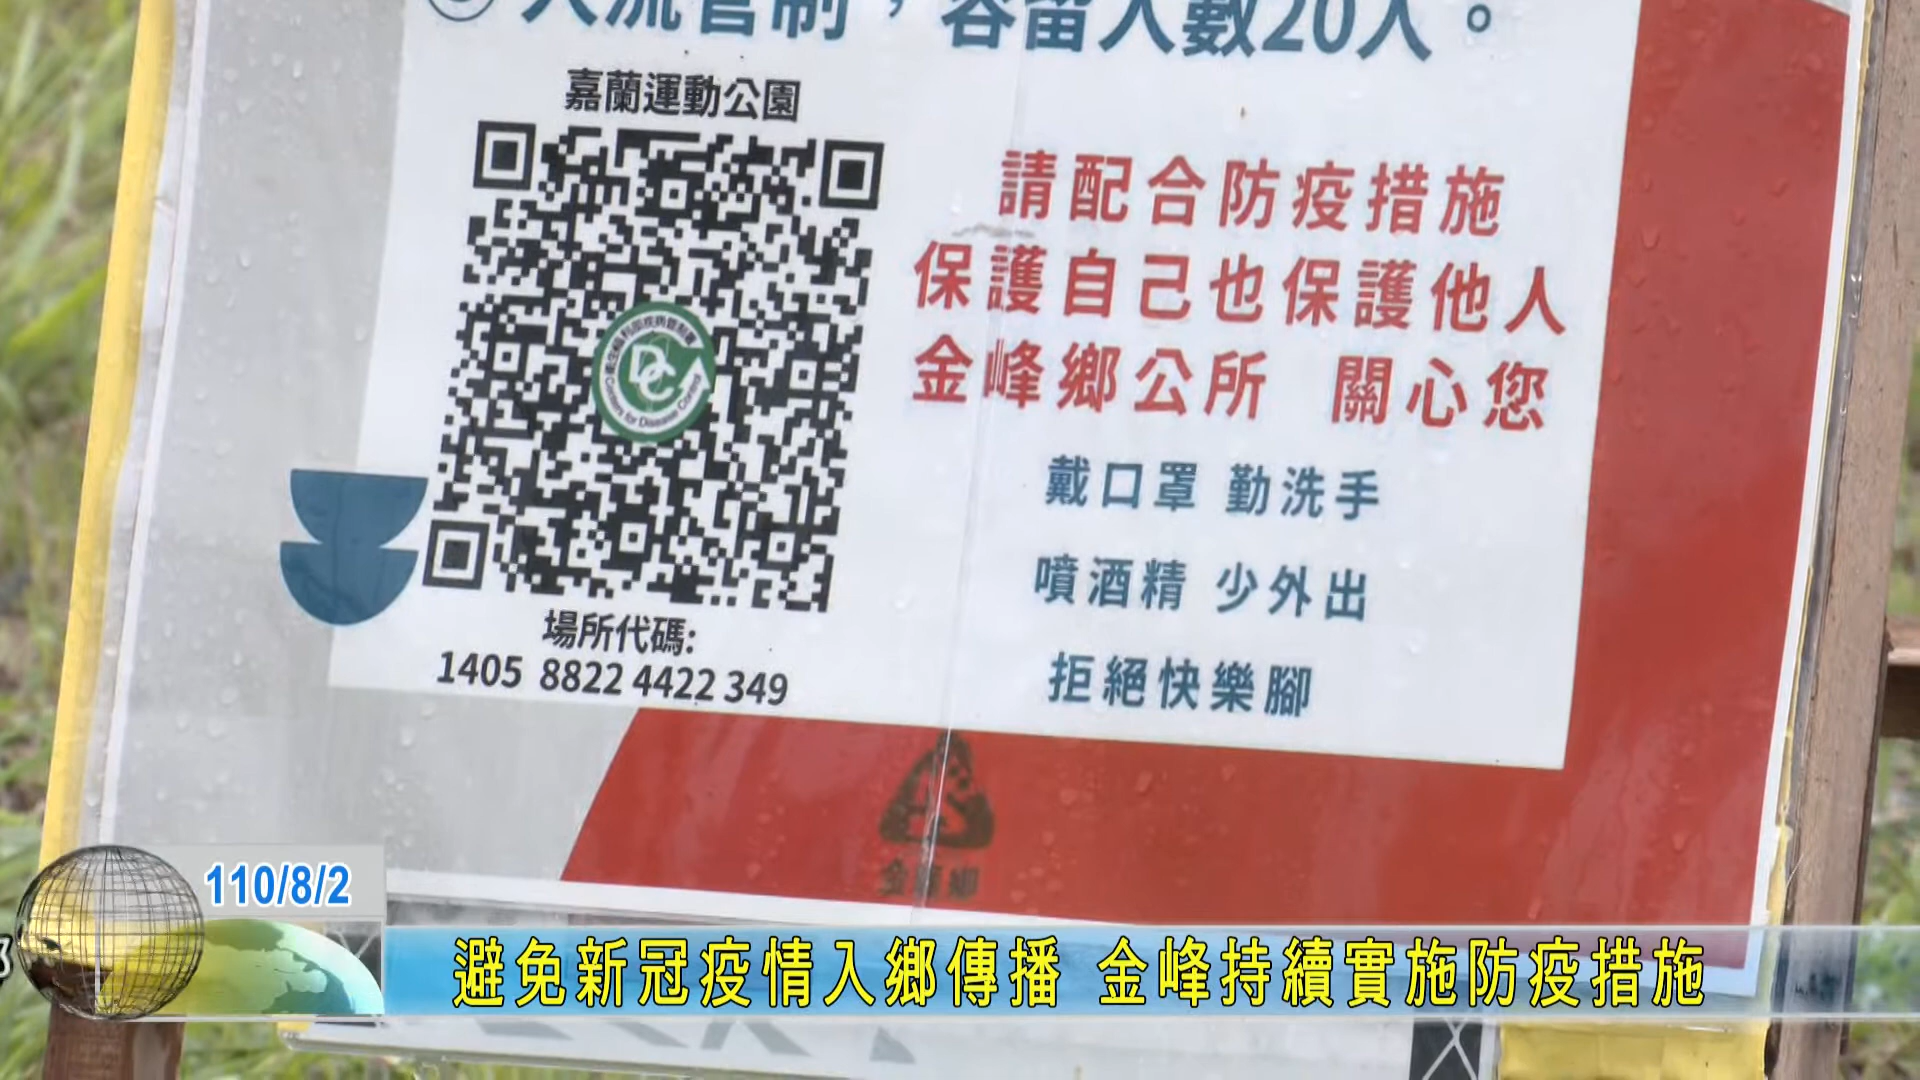 人流管制，容留人數20人。
嘉蘭運動公園
請配合防疫措施
保護自己也保護他人
金峰鄉公所 關心您
戴口罩 勤洗手
噴酒精 少外出
拒絕快樂腳
場所代碼:
1405 8822 4422 349
金峰鄉
110/8/2
避免新冠疫情入鄉傳播 金峰持續實施防疫措施